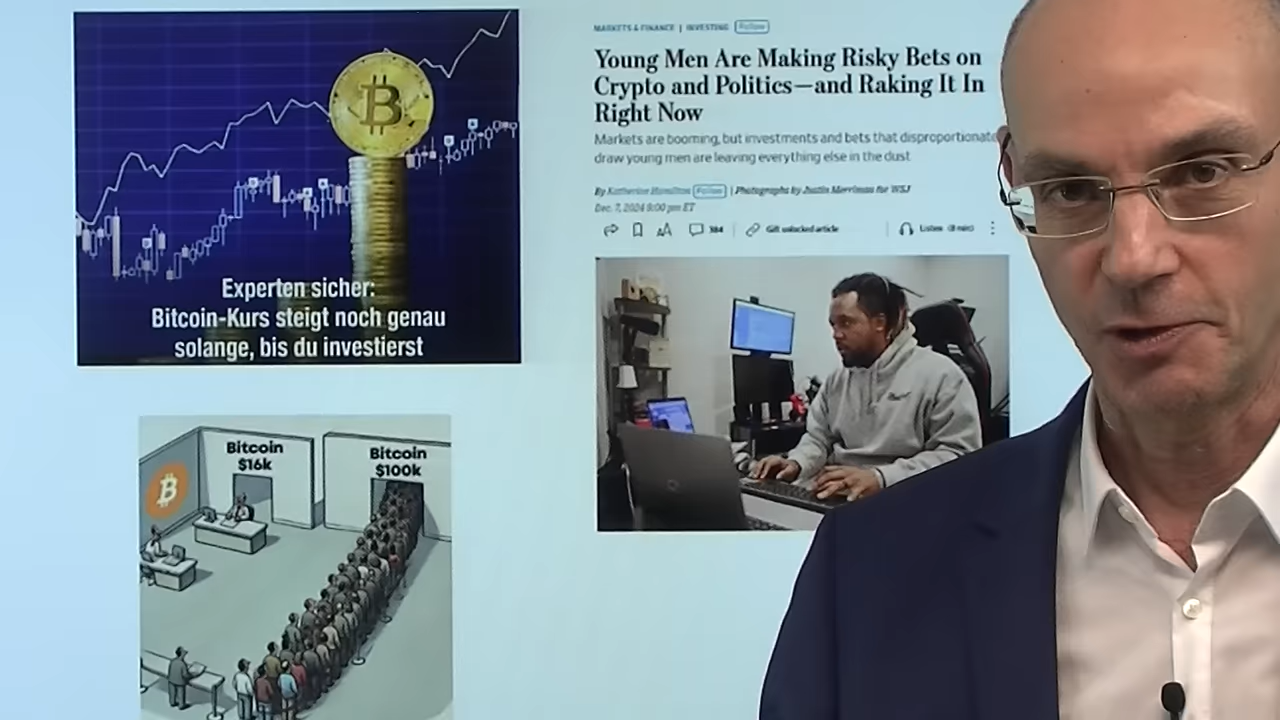 Experten sicher:
Bitcoin-Kurs steigt noch genau
solange, bis du investierst
Bitcoin
$16k
Bitcoin
$100k
MARKETS & FINANCE | INVESTING Follow
Young Men Are Making Risky Bets on
Crypto and Politics—and Raking It In
Right Now
Markets are booming, but investments and bets that disproportionate
draw young men are leaving everything else in the dust
By Katherine Hamilton Follow | Photographs by Justin Merriman for WSJ
Dec. 7, 2024 9:00 pm ET
384 Gift unlocked article Listen